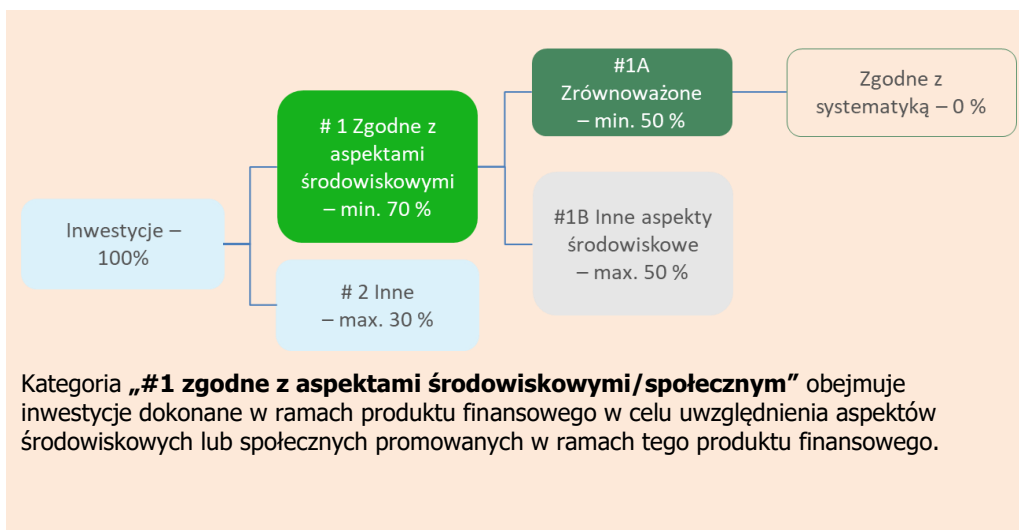 Inwestycje –
100%
# 1 Zgodne z
aspektami
środowiskowymi
– min. 70 %
# 2 Inne
– max. 30 %
#1A
Zrównoważone
– min. 50 %
#1B Inne aspekty
środowiskowe
– max. 50 %
Zgodne z
systematyką – 0 %
Kategoria „#1 zgodne z aspektami środowiskowymi/społecznym” obejmuje
inwestycje dokonane w ramach produktu finansowego w celu uwzględnienia aspektów
środowiskowych lub społecznych promowanych w ramach tego produktu finansowego.